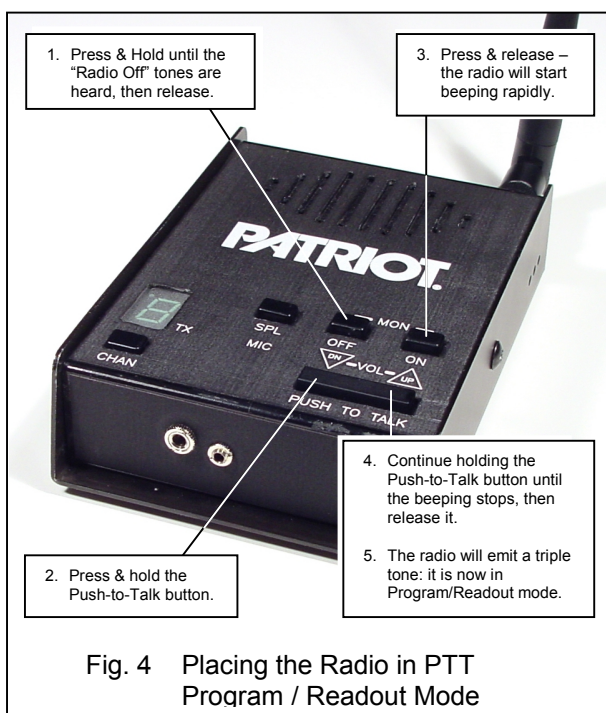 1. Press & Hold until the
“Radio Off” tones are
heard, then release.
3. Press & release –
the radio will start
beeping rapidly.
PATRIOT.
TX
CHAN
SPL
MIC
MON
OFF
ON
DN
VOL
UP
PUSH TO TALK
2. Press & hold the
Push-to-Talk button.
4. Continue holding the
Push-to-Talk button until
the beeping stops, then
release it.
5. The radio will emit a triple
tone: it is now in
Program/Readout mode.
Fig. 4 Placing the Radio in PTT
Program / Readout Mode